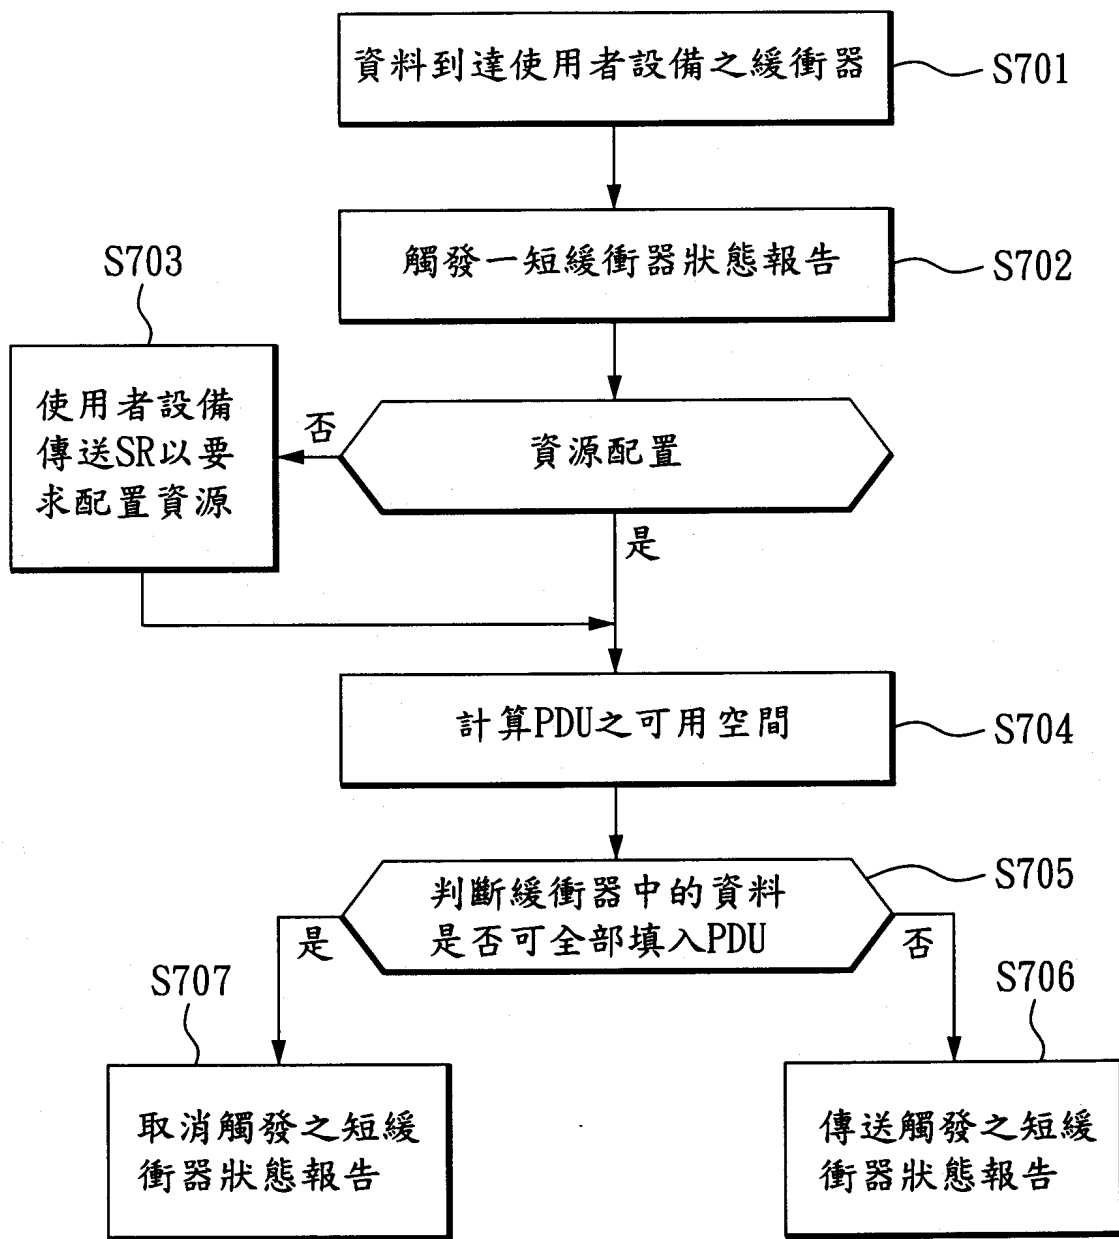 資料到達使用者設備之緩衝器
S701
觸發一短緩衝器狀態報告
S702
S703
使用者設備
傳送SR以要
求配置資源
否
資源配置
是
計算PDU之可用空間
S704
判斷緩衝器中的資料
是否可全部填入PDU
S705
是
否
S707
S706
取消觸發之短緩
衝器狀態報告
傳送觸發之短緩
衝器狀態報告